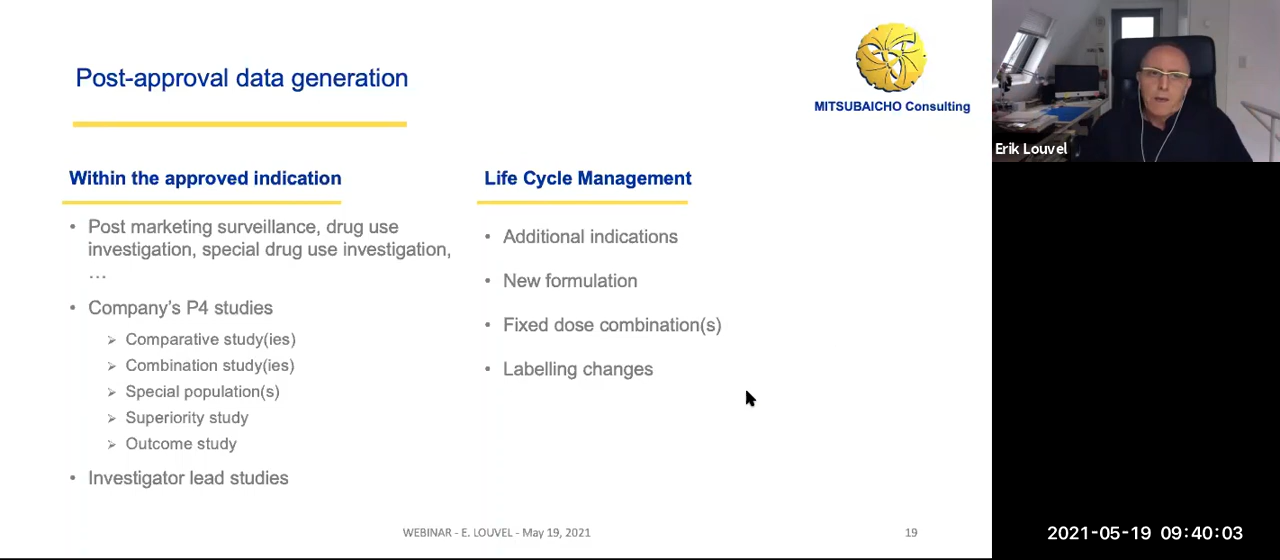 Post-approval data generation
MITSUBAICHO Consulting
Erik Louvel
Within the approved indication
• Post marketing surveillance, drug use
investigation, special drug use investigation,
…
• Company’s P4 studies
➢ Comparative study(ies)
➢ Combination study(ies)
➢ Special population(s)
➢ Superiority study
➢ Outcome study
• Investigator lead studies
Life Cycle Management
• Additional indications
• New formulation
• Fixed dose combination(s)
• Labelling changes
WEBINAR - E. LOUVEL - May 19, 2021
19
2021-05-19 09:40:03